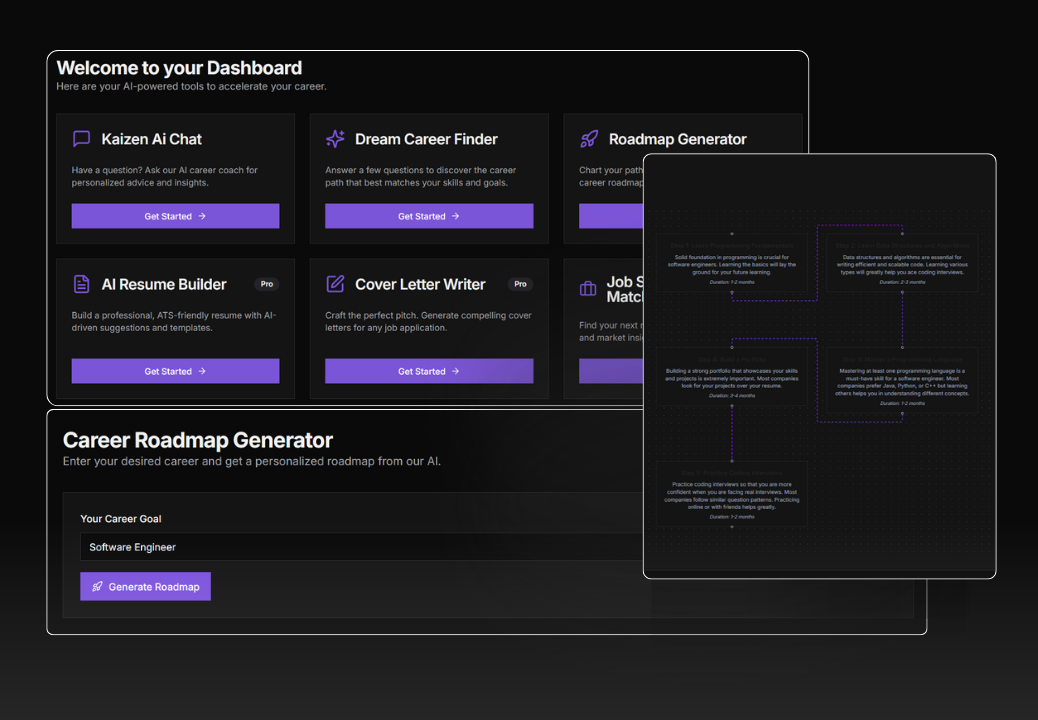 Welcome to your Dashboard
Here are your AI-powered tools to accelerate your career.
Kaizen Ai Chat
Have a question? Ask our AI career coach for
personalized advice and insights.
Get Started
Dream Career Finder
Answer a few questions to discover the career
path that best matches your skills and goals.
Get Started
Roadmap Generator
Chart your path
career roadmap
AI Resume Builder
Pro
Build a professional, ATS-friendly resume with AI-
driven suggestions and templates.
Get Started
Cover Letter Writer
Pro
Craft the perfect pitch. Generate compelling cover
letters for any job application.
Get Started
Job S
Match
Find your next
and market insi
Career Roadmap Generator
Enter your desired career and get a personalized roadmap from our AI.
Your Career Goal
Software Engineer
Generate Roadmap
Solid foundation in programming is crucial for
software engineers. Learning the basics will lay the
ground for your future learning.
Duration: 1-2 months
Data structures and algorithms are essential for
writing efficient and scalable code. Learning various
types will greatly help you ace coding interviews.
Duration: 2-3 months
Building a strong portfolio that showcases your skills
and projects is extremely important. Most companies
look for your projects over your resume.
Duration: 3-4 months
Mastering at least one programming language is a
must-have skill for a software engineer. Most
companies prefer Java, Python, or C++ but learning
others helps you in understanding different concepts.
Duration: 1-2 months
Practice coding interviews so that you are more
confident when you are facing real interviews. Most
companies follow similar question patterns. Practicing
online or with friends helps greatly.
Duration: 1-2 months